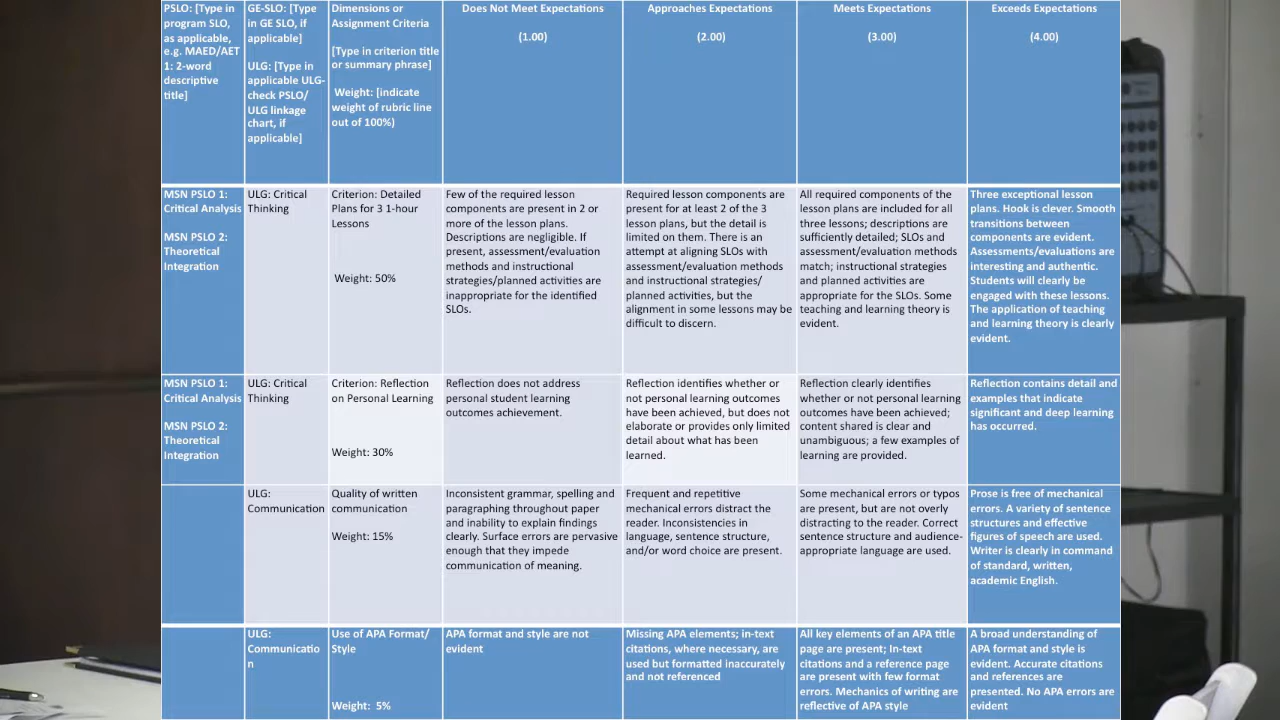 PSLO: [Type in
program SLO,
as applicable,
e.g. MAED/AET
1: 2-word
descriptive
title]
GE-SLO: [Type
in GE SLO, if
applicable]
ULG: [Type in
applicable ULG-
check PSLO/
ULG linkage
chart, if
applicable]
Dimensions or
Assignment Criteria
[Type in criterion title
or summary phrase]
Weight: [indicate
weight of rubric line
out of 100%)
Does Not Meet Expectations
(1.00)
Approaches Expectations
(2.00)
Meets Expectations
(3.00)
Exceeds Expectations
(4.00)
MSN PSLO 1:
Critical Analysis
MSN PSLO 2:
Theoretical
Integration
ULG: Critical
Thinking
Criterion: Detailed
Plans for 3 1-hour
Lessons
Weight: 50%
Few of the required lesson
components are present in 2 or
more of the lesson plans.
Descriptions are negligible. If
present, assessment/evaluation
methods and instructional
strategies/planned activities are
inappropriate for the identified
SLOs.
Required lesson components are
present for at least 2 of the 3
lesson plans, but the detail is
limited on them. There is an
attempt at aligning SLOs with
assessment/evaluation methods
and instructional strategies/
planned activities, but the
alignment in some lessons may be
difficult to discern.
All required components of the
lesson plans are included for all
three lessons; descriptions are
sufficiently detailed; SLOs and
assessment/evaluation methods
match; instructional strategies
and planned activities are
appropriate for the SLOs. Some
teaching and learning theory is
evident.
Three exceptional lesson
plans. Hook is clever. Smooth
transitions between
components are evident.
Assessments/evaluations are
interesting and authentic.
Students will clearly be
engaged with these lessons.
The application of teaching
and learning theory is clearly
evident.
MSN PSLO 1:
Critical Analysis
MSN PSLO 2:
Theoretical
Integration
ULG: Critical
Thinking
Criterion: Reflection
on Personal Learning
Weight: 30%
Reflection does not address
personal student learning
outcomes achievement.
Reflection identifies whether or
not personal learning outcomes
have been achieved, but does not
elaborate or provides only limited
detail about what has been
learned.
Reflection clearly identifies
whether or not personal learning
outcomes have been achieved;
content shared is clear and
unambiguous; a few examples of
learning are provided.
Reflection contains detail and
examples that indicate
significant and deep learning
has occurred.
ULG:
Communication
Quality of written
communication
Weight: 15%
Inconsistent grammar, spelling and
paragraphing throughout paper
and inability to explain findings
clearly. Surface errors are pervasive
enough that they impede
communication of meaning.
Frequent and repetitive
mechanical errors distract the
reader. Inconsistencies in
language, sentence structure,
and/or word choice are present.
Some mechanical errors or typos
are present, but are not overly
distracting to the reader. Correct
sentence structure and audience-
appropriate language are used.
Prose is free of mechanical
errors. A variety of sentence
structures and effective
figures of speech are used.
Writer is clearly in command
of standard, written,
academic English.
ULG:
Communicatio
n
Use of APA Format/
Style
Weight: 5%
APA format and style are not
evident
Missing APA elements; in-text
citations, where necessary, are
used but formatted inaccurately
and not referenced
All key elements of an APA title
page are present; In-text
citations and a reference page
are present with few format
errors. Mechanics of writing are
reflective of APA style
A broad understanding of
APA format and style is
evident. Accurate citations
and references are
presented. No APA errors are
evident